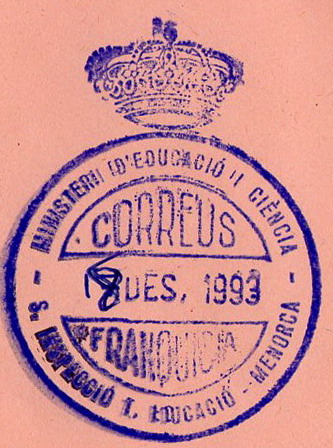 MINISTERI D'EDUCACIÓ I CIÈNCIA
CORREUS
DES. 1993
FRANQUICIA
- S. INSPECCIÓ T. EDUCACIÓ - MENORCA -